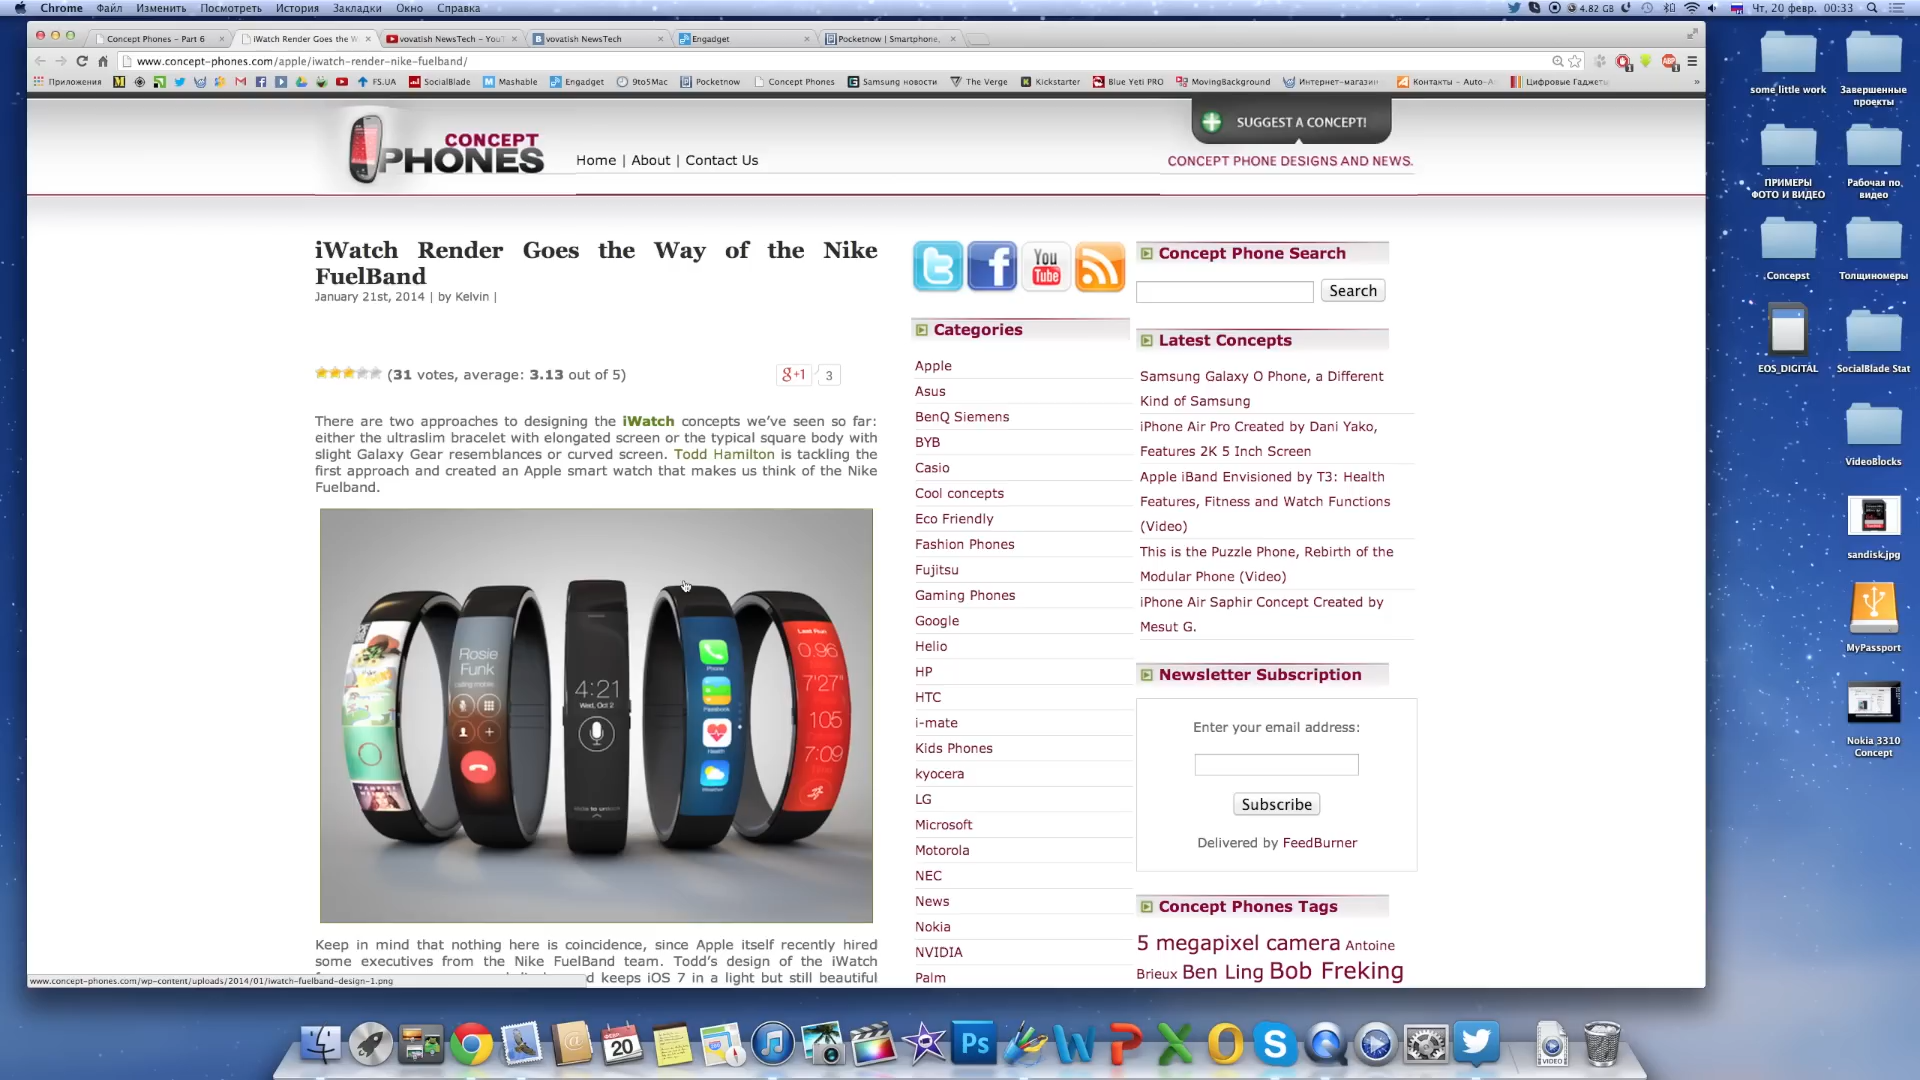 Chrome Файл Изменить Посмотреть История Закладки Окно Справка
4.82 GB Чт, 20 февр. 00:33
Concept Phones - Part 6
iWatch Render Goes the W
vovatish NewsTech - YouT
vovatish NewsTech
Engadget
Pocketnow | Smartphone,
www.concept-phones.com/apple/iwatch-render-nike-fuelband/
Приложения FS.UA SocialBlade Mashable Engadget 9to5Mac Pocketnow Concept Phones Samsung новости The Verge Kickstarter Blue Yeti PRO MovingBackground Интернет-магазин Контакты - Auto-A Цифровые Гаджеты
CONCEPT
PHONES
Home | About | Contact Us
SUGGEST A CONCEPT!
CONCEPT PHONE DESIGNS AND NEWS.
iWatch Render Goes the Way of the Nike
FuelBand
January 21st, 2014 | by Kelvin |
(31 votes, average: 3.13 out of 5)
g+1 3
There are two approaches to designing the iWatch concepts we've seen so far:
either the ultraslim bracelet with elongated screen or the typical square body with
slight Galaxy Gear resemblances or curved screen. Todd Hamilton is tackling the
first approach and created an Apple smart watch that makes us think of the Nike
Fuelband.
Rosie
Funk
4:21
Wed, Oct 2
Phone
Passbook
Health
Weather
Last Run
0.96
7'27"
105
7:09
Keep in mind that nothing here is coincidence, since Apple itself recently hired
some executives from the Nike FuelBand team. Todd's design of the iWatch
d keeps iOS 7 in a light but still beautiful
www.concept-phones.com/wp-content/uploads/2014/01/iwatch-fuelband-design-1.png
You
Tube
Categories
Apple
Asus
BenQ Siemens
BYB
Casio
Cool concepts
Eco Friendly
Fashion Phones
Fujitsu
Gaming Phones
Google
Helio
HP
HTC
i-mate
Kids Phones
kyocera
LG
Microsoft
Motorola
NEC
News
Nokia
NVIDIA
Palm
Concept Phone Search
Search
Latest Concepts
Samsung Galaxy O Phone, a Different
Kind of Samsung
iPhone Air Pro Created by Dani Yako,
Features 2K 5 Inch Screen
Apple iBand Envisioned by T3: Health
Features, Fitness and Watch Functions
(Video)
This is the Puzzle Phone, Rebirth of the
Modular Phone (Video)
iPhone Air Saphir Concept Created by
Mesut G.
Newsletter Subscription
Enter your email address:
Subscribe
Delivered by FeedBurner
Concept Phones Tags
5 megapixel camera Antoine
Brieux Ben Ling Bob Freking
some little work
Завершенные
проекты
ПРИМЕРЫ
ФОТО И ВИДЕО
Рабочая по
видео
Concepst
Толщиномеры
EOS_DIGITAL
SocialBlade Stat
VideoBlocks
sandisk.jpg
MyPassport
Nokia 3310
Concept
20
Ps
VIDEO